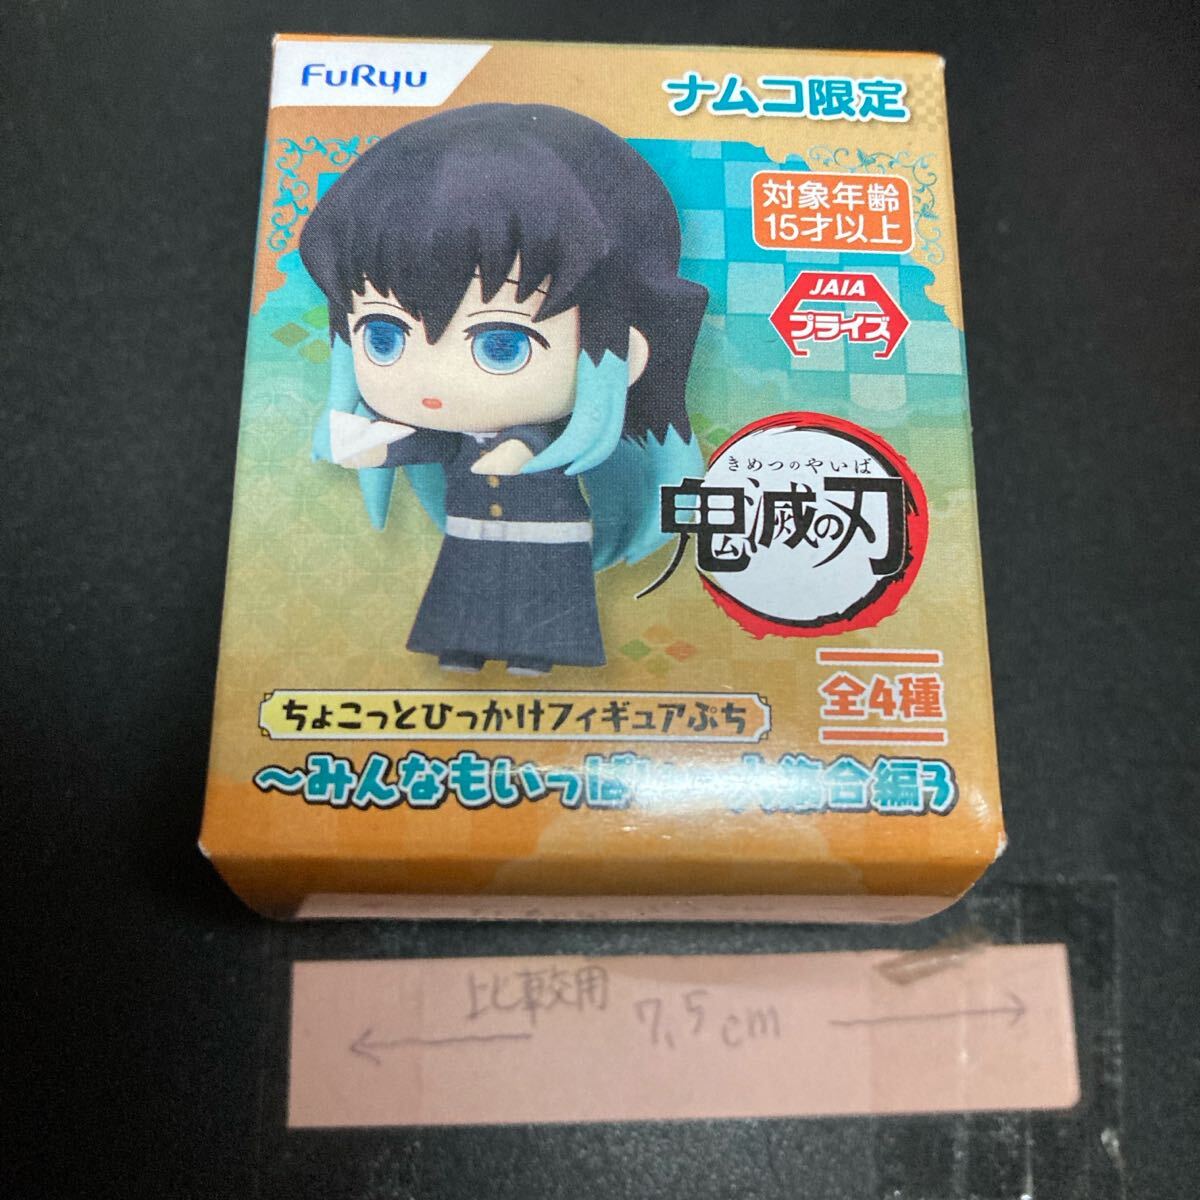 FuRyu
ナムコ限定
対象年齢
15才以上
JAIA
プライズ
きめつのやいば
鬼滅の刃
全4種
ちょこっとひっかけフィギュアぷち
～みんなもいっぱい 大集合編3
比較用
7.5cm